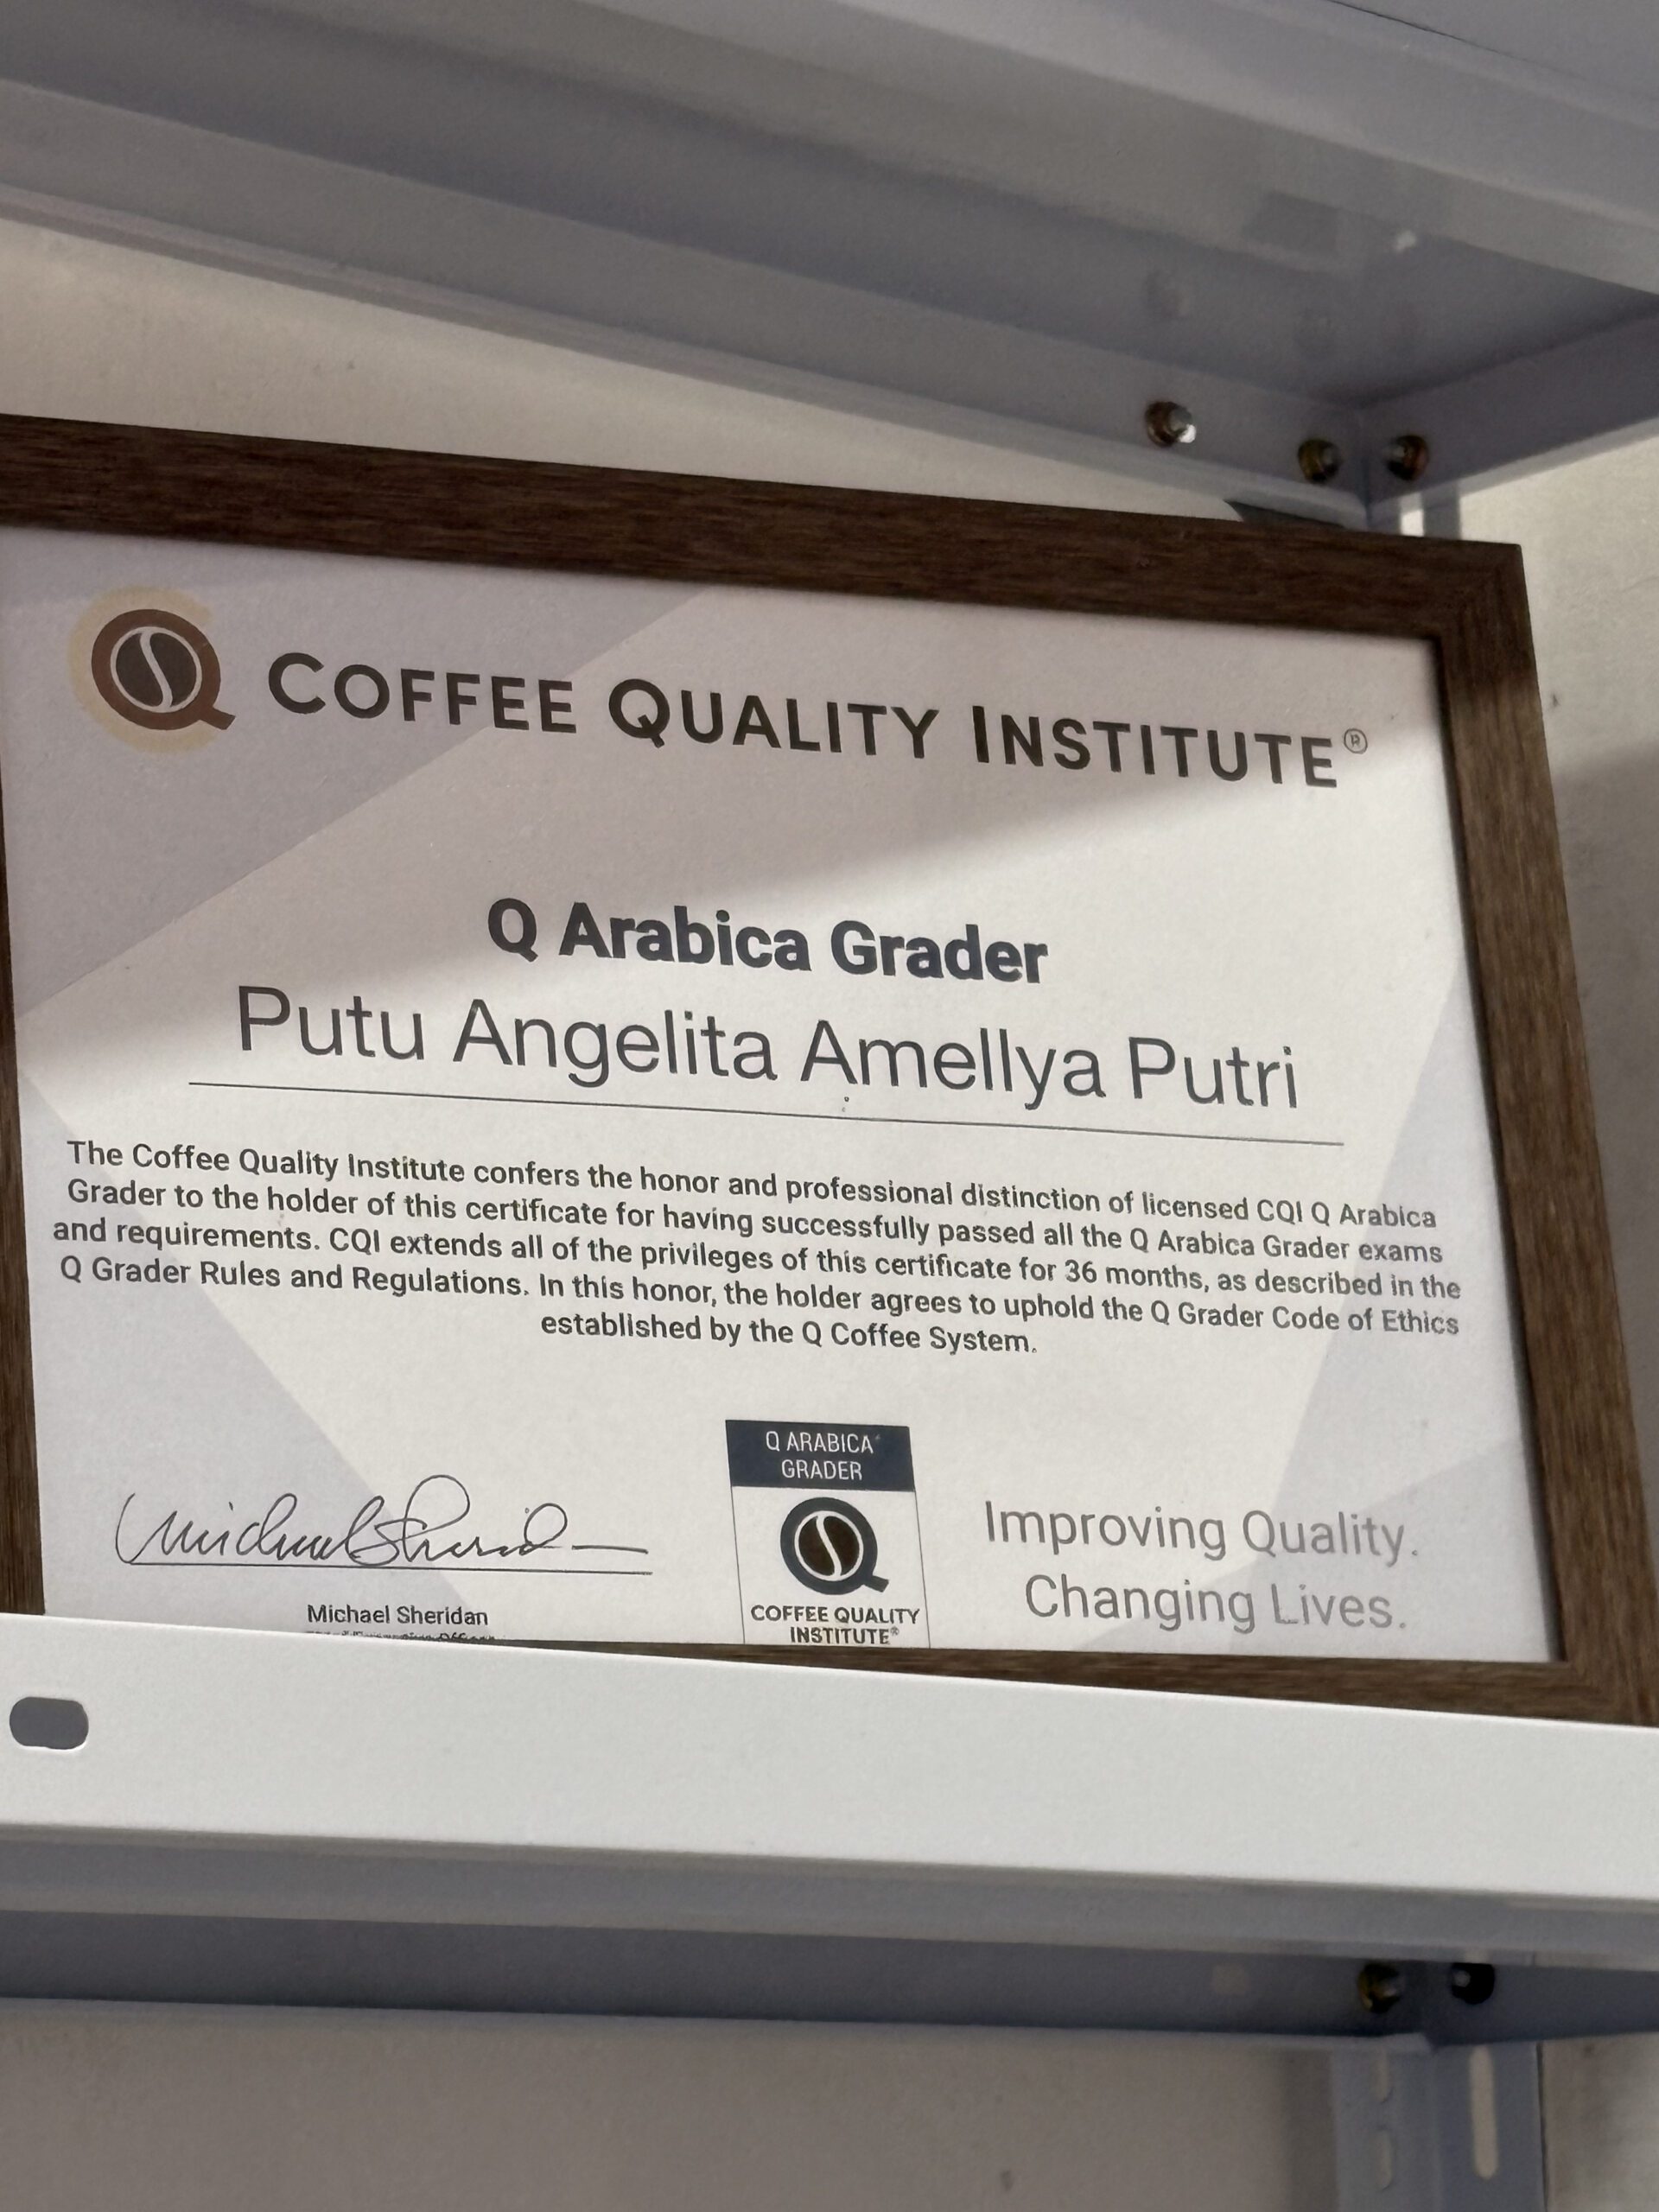 COFFEE QUALITY INSTITUTE®
Q Arabica Grader
Putu Angelita Amellya Putri
The Coffee Quality Institute confers the honor and professional distinction of licensed CQI Q Arabica
Grader to the holder of this certificate for having successfully passed all the Q Arabica Grader exams
and requirements. CQI extends all of the privileges of this certificate for 36 months, as described in the
Q Grader Rules and Regulations. In this honor, the holder agrees to uphold the Q Grader Code of Ethics
established by the Q Coffee System.
Michael Sheridan
Michael Sheridan
Q ARABICA
GRADER
COFFEE QUALITY
INSTITUTE®
Improving Quality.
Changing Lives.